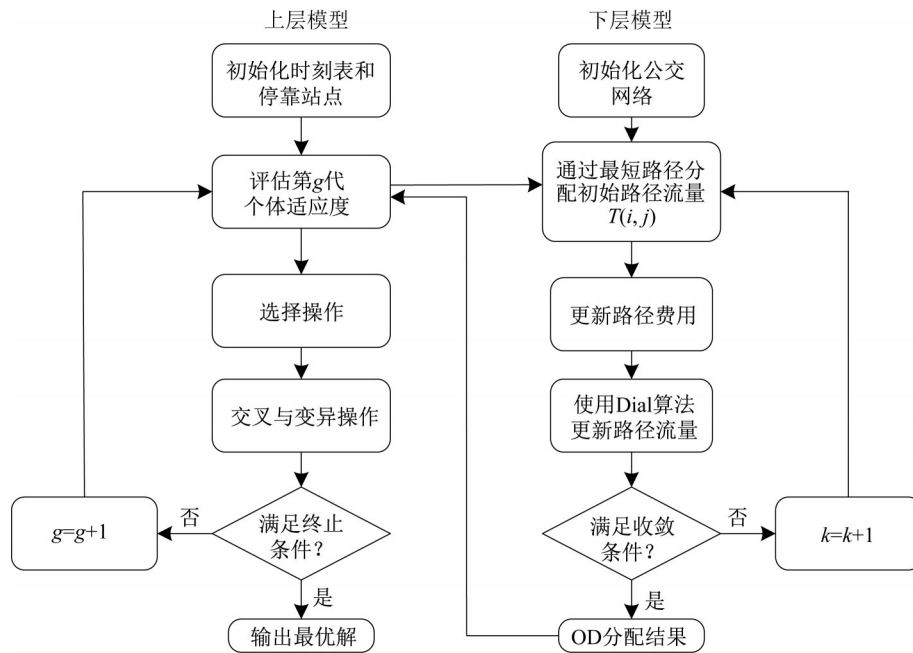 上层模型
初始化时刻表和
停靠站点
评估第g代
个体适应度
选择操作
交叉与变异操作
满足终止
条件？
否
g=g+1
是
输出最优解
下层模型
初始化公交
网络
通过最短路径分
配初始路径流量
T(i, j)
更新路径费用
使用Dial算法
更新路径流量
满足收敛
条件？
否
k=k+1
是
OD分配结果